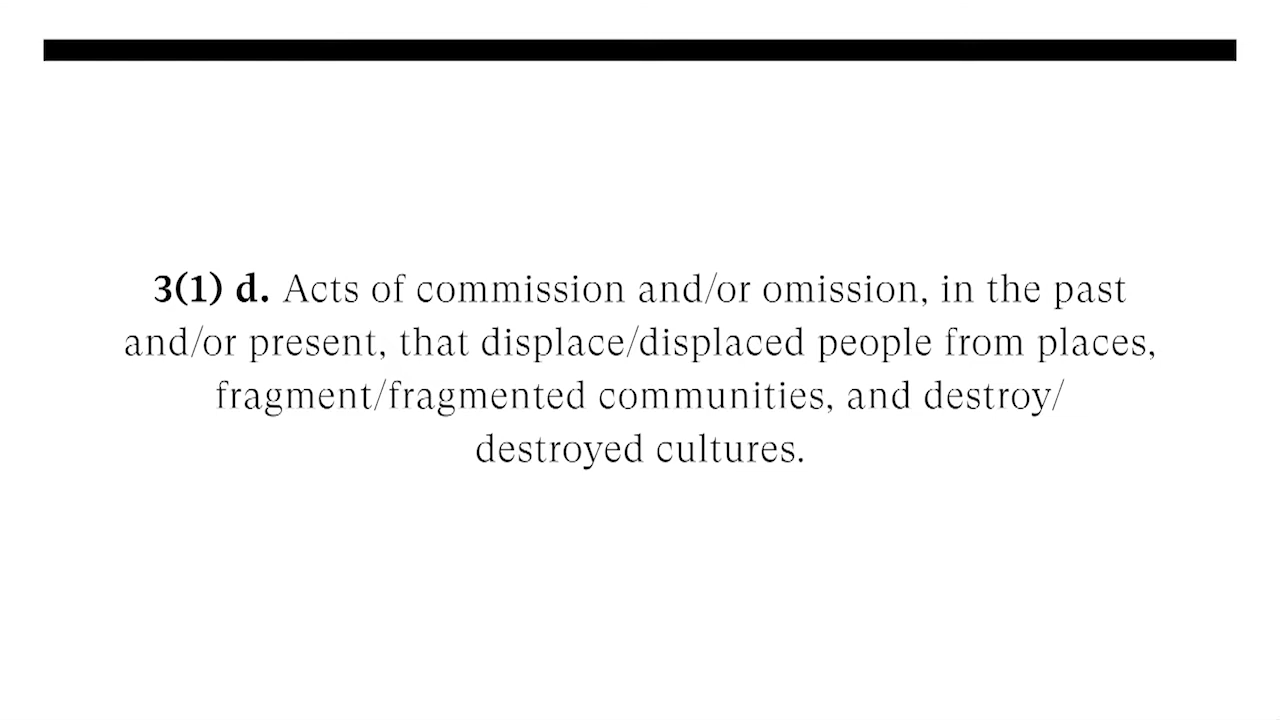 3(1) d. Acts of commission and/or omission, in the past
and/or present, that displace/displaced people from places,
fragment/fragmented communities, and destroy/
destroyed cultures.